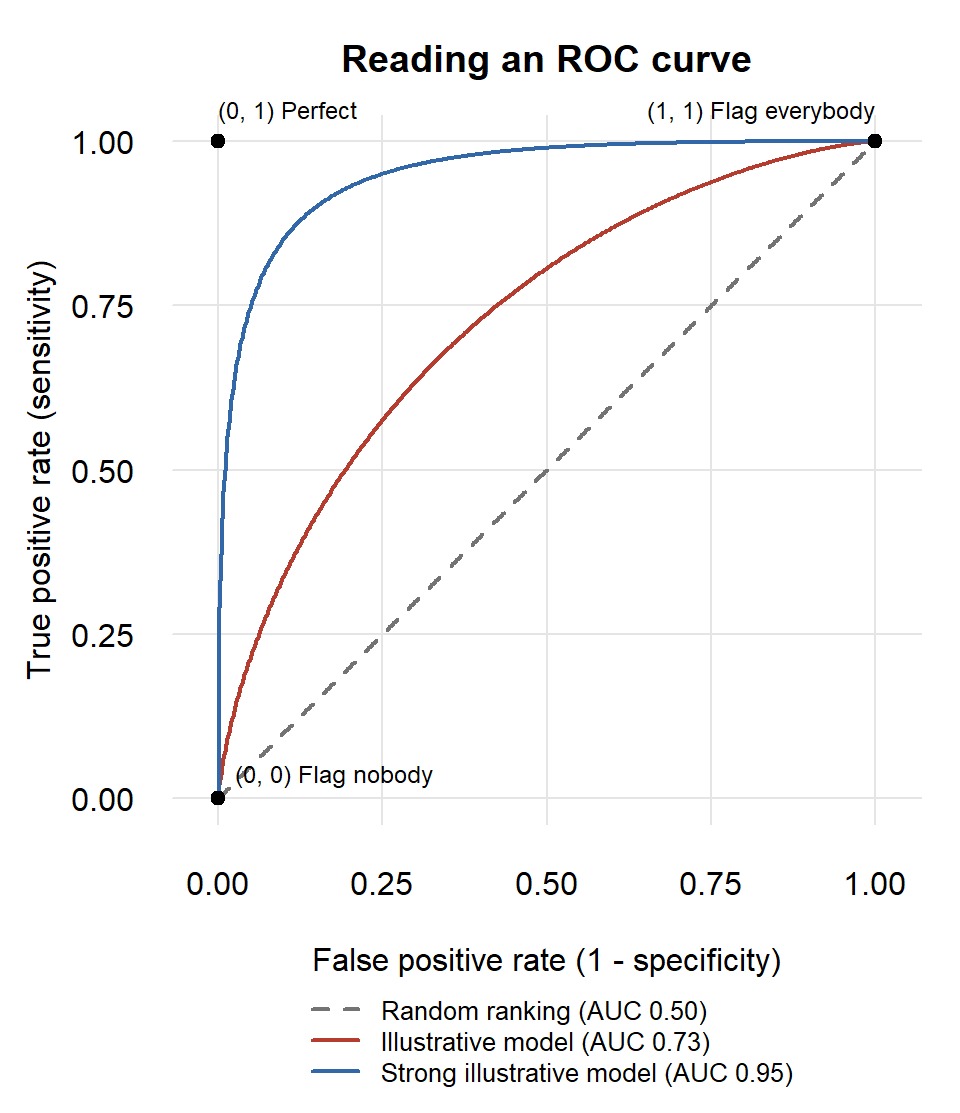 Reading an ROC curve
(0, 1) Perfect
(1, 1) Flag everybody
1.00
0.75
0.50
0.25
0.00
True positive rate (sensitivity)
(0, 0) Flag nobody
0.00 0.25 0.50 0.75 1.00
False positive rate (1 - specificity)
Random ranking (AUC 0.50)
Illustrative model (AUC 0.73)
Strong illustrative model (AUC 0.95)